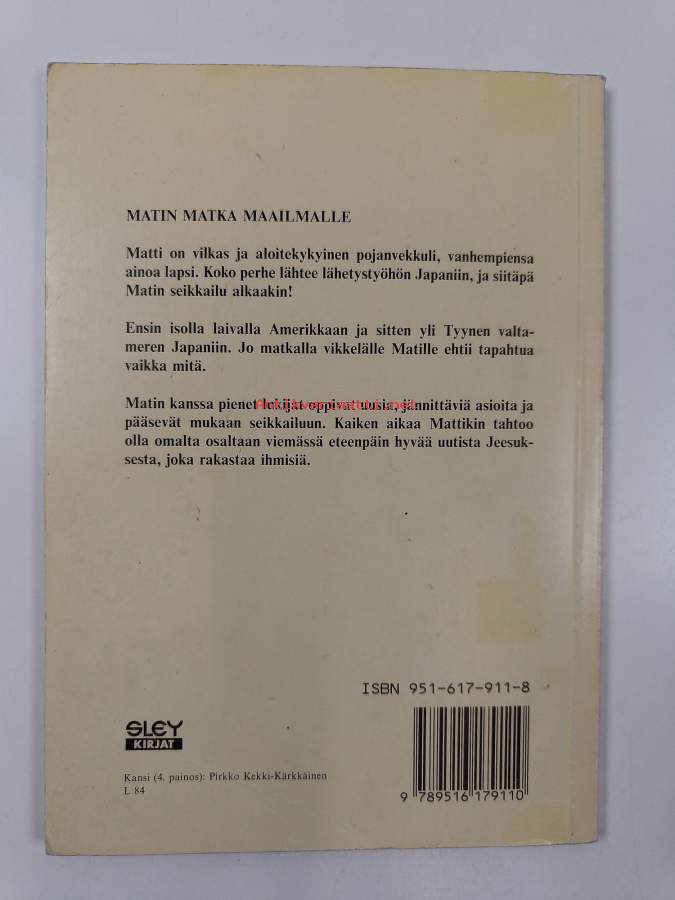 MATIN MATKA MAAILMALLE
Matti on vilkas ja aloitekykyinen pojanvekkuli, vanhempiensa
ainoa lapsi. Koko perhe lähtee lähetystyöhön Japaniin, ja siitäpä
Matin seikkailu alkaakin!
Ensin isolla laivalla Amerikkaan ja sitten yli Tyynen valta-
meren Japaniin. Jo matkalla vikkelälle Matille ehtii tapahtua
vaikka mitä.
Matin kanssa pienet lukijat oppivat uusia, jännittäviä asioita ja
pääsevät mukaan seikkailuun. Kaiken aikaa Mattikin tahtoo
olla omalta osaltaan viemässä eteenpäin hyvää uutista Jeesuk-
sesta, joka rakastaa ihmisiä.
ISBN 951-617-911-8
SLEY
KIRJAT
Kansi (4. painos): Pirkko Kekki-Kärkkäinen
L 84
9 789516 179110